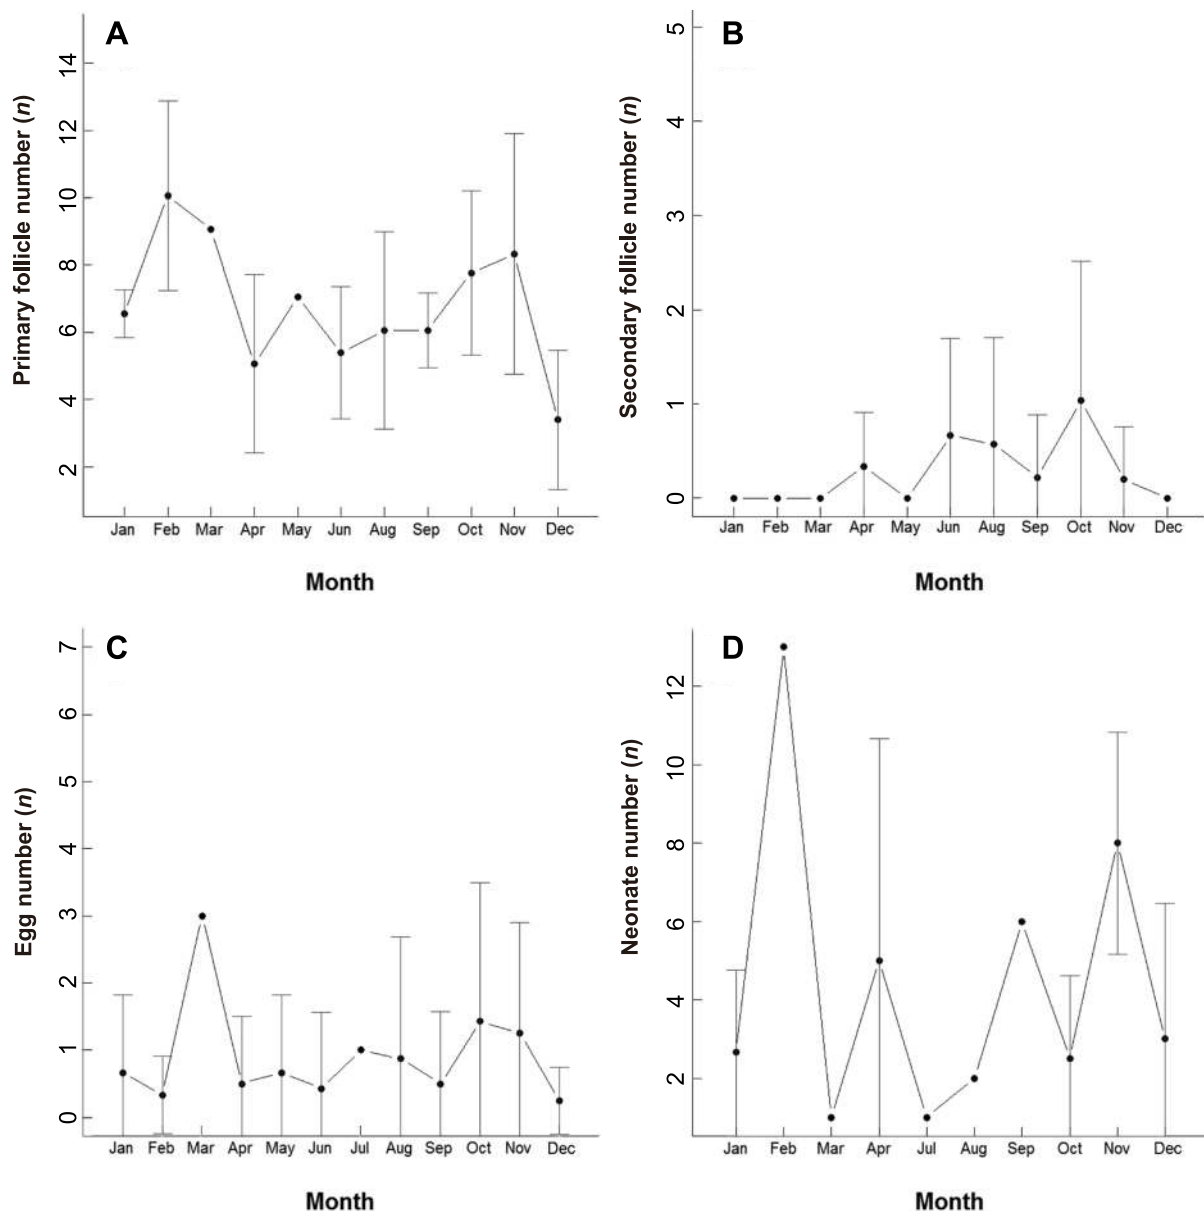 A
Primary follicle number (n)
14
12
10
8
6
4
2
Jan Feb Mar Apr May Jun Aug Sep Oct Nov Dec
Month
B
Secondary follicle number (n)
5
4
3
2
1
0
Jan Feb Mar Apr May Jun Aug Sep Oct Nov Dec
Month
C
Egg number (n)
7
6
5
4
3
2
1
0
Jan Feb Mar Apr May Jun Jul Aug Sep Oct Nov Dec
Month
D
Neonate number (n)
12
10
8
6
4
2
Jan Feb Mar Apr Jul Aug Sep Oct Nov Dec
Month